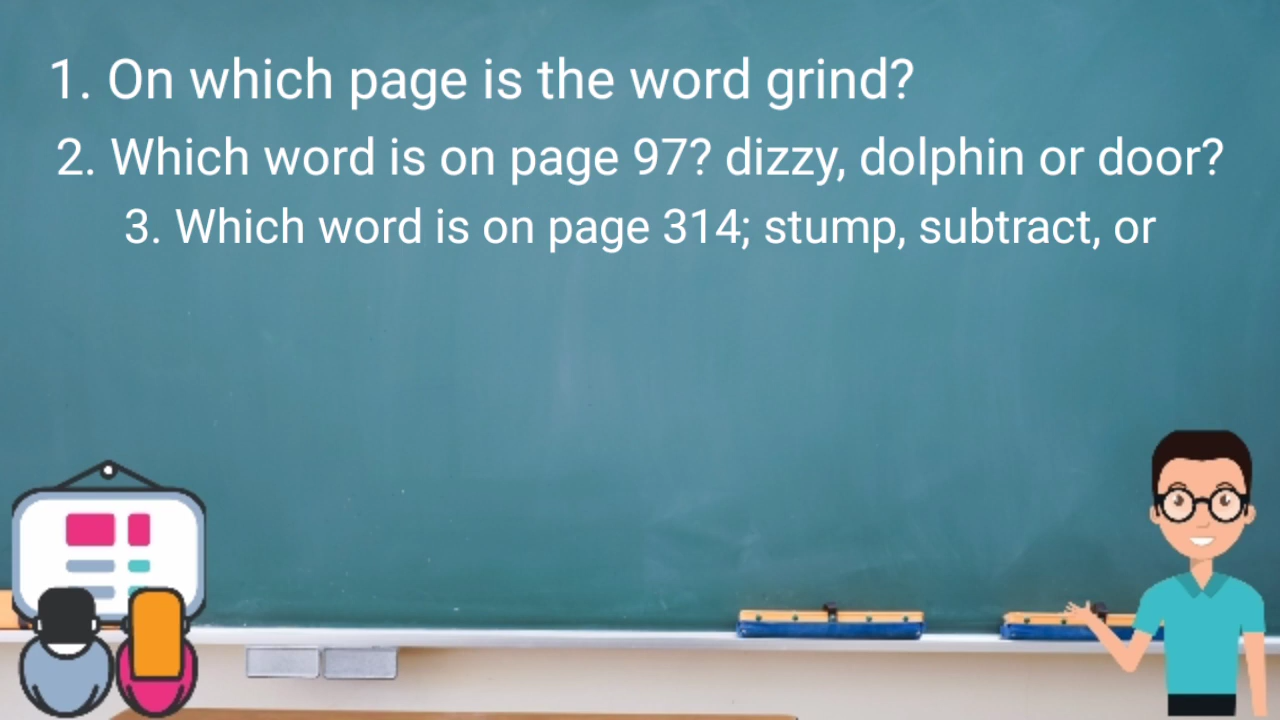 1. On which page is the word grind?
2. Which word is on page 97? dizzy, dolphin or door?
3. Which word is on page 314; stump, subtract, or